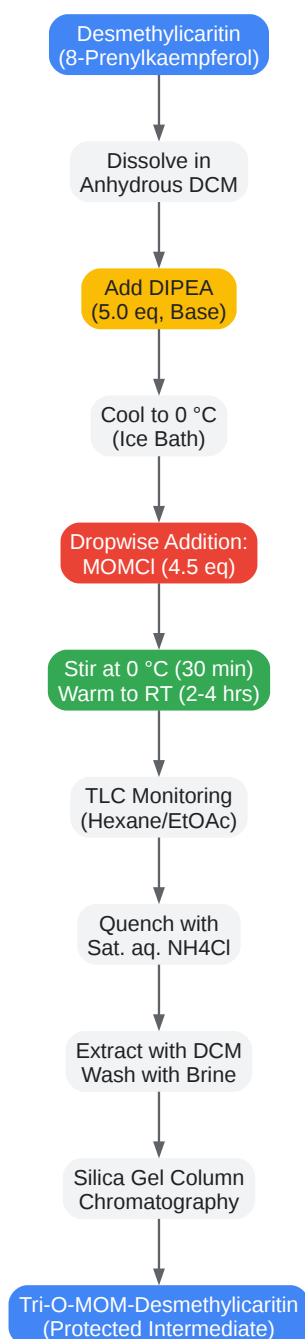 Desmethylicaritin
(8-Prenylkaempferol)
Dissolve in
Anhydrous DCM
Add DIPEA
(5.0 eq, Base)
Cool to 0 °C
(Ice Bath)
Dropwise Addition:
MOMCl (4.5 eq)
Stir at 0 °C (30 min)
Warm to RT (2-4 hrs)
TLC Monitoring
(Hexane/EtOAc)
Quench with
Sat. aq. NH4Cl
Extract with DCM
Wash with Brine
Silica Gel Column
Chromatography
Tri-O-MOM-Desmethylicaritin
(Protected Intermediate)